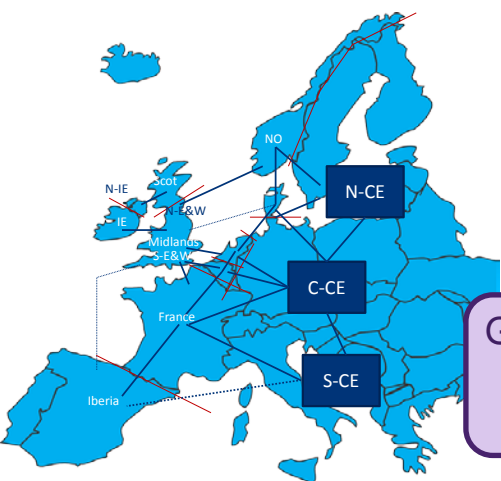 NO
Scot
N-IE
N-CE
N-E&W
IE
Midlands
S-E&W
C-CE
France
G
S-CE
Iberia